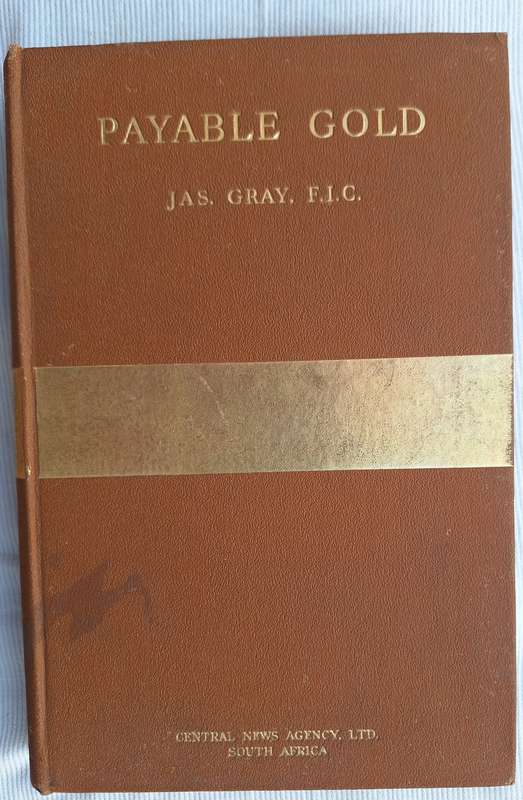 PAYABLE GOLD
JAS. GRAY, F.I.C.
CENTRAL NEWS AGENCY, LTD.
SOUTH AFRICA